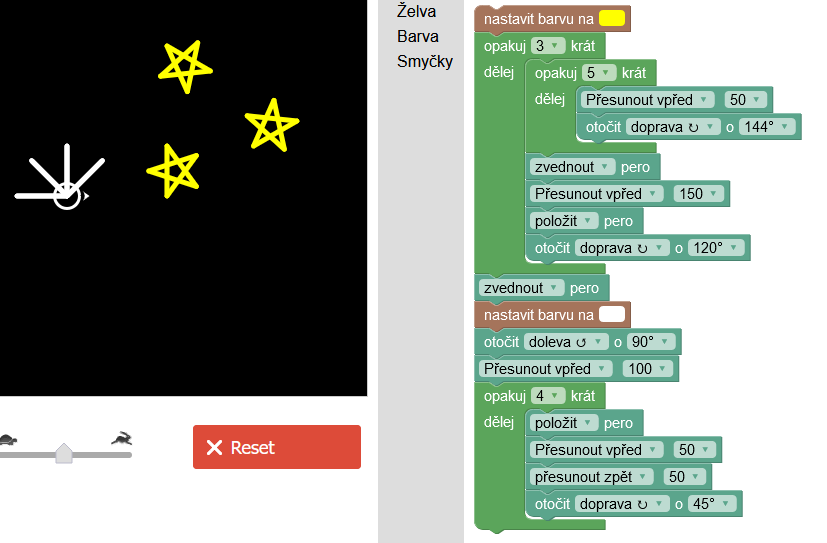 Želva
Barva
Smyčky
nastavit barvu na
opakuj 3 krát
dělej opakuj 5 krát
dělej Přesunout vpřed 50
otočit doprava ↻ o 144°
zvednout pero
Přesunout vpřed 150
položit pero
otočit doprava ↻ o 120°
zvednout pero
nastavit barvu na
otočit doleva ↺ o 90°
Přesunout vpřed 100
opakuj 4 krát
dělej položit pero
Přesunout vpřed 50
přesunout zpět 50
otočit doprava ↻ o 45°
Reset